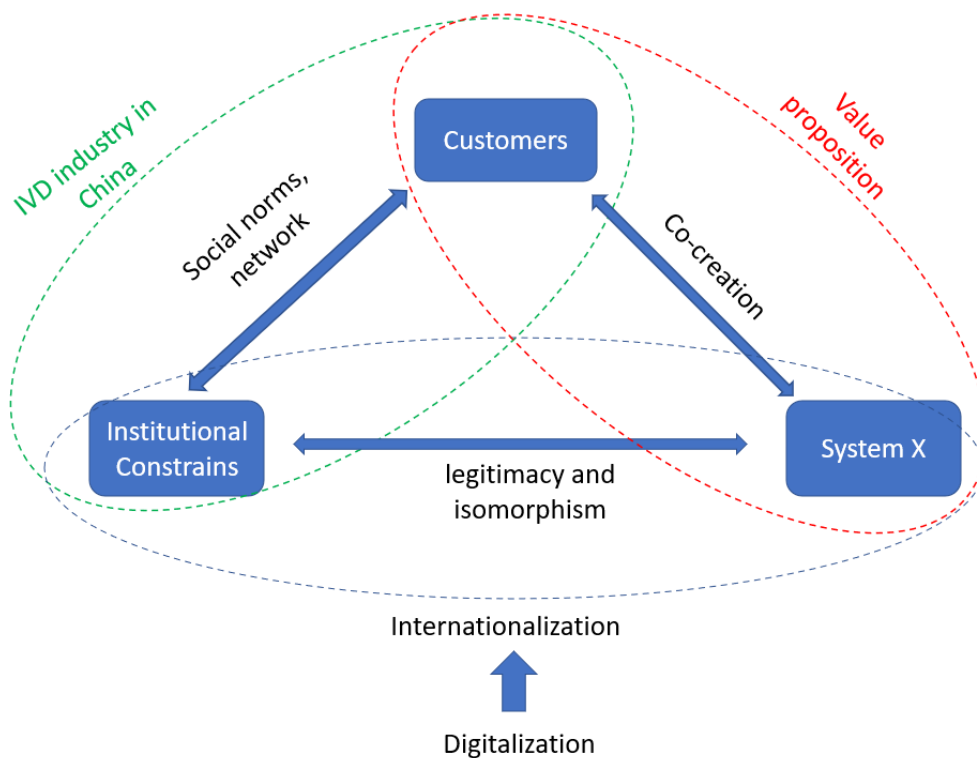 IVD industry in
China
Customers
Value
proposition
Social norms,
network
Co-creation
Institutional
Constrains
System X
legitimacy and
isomorphism
Internationalization
Digitalization